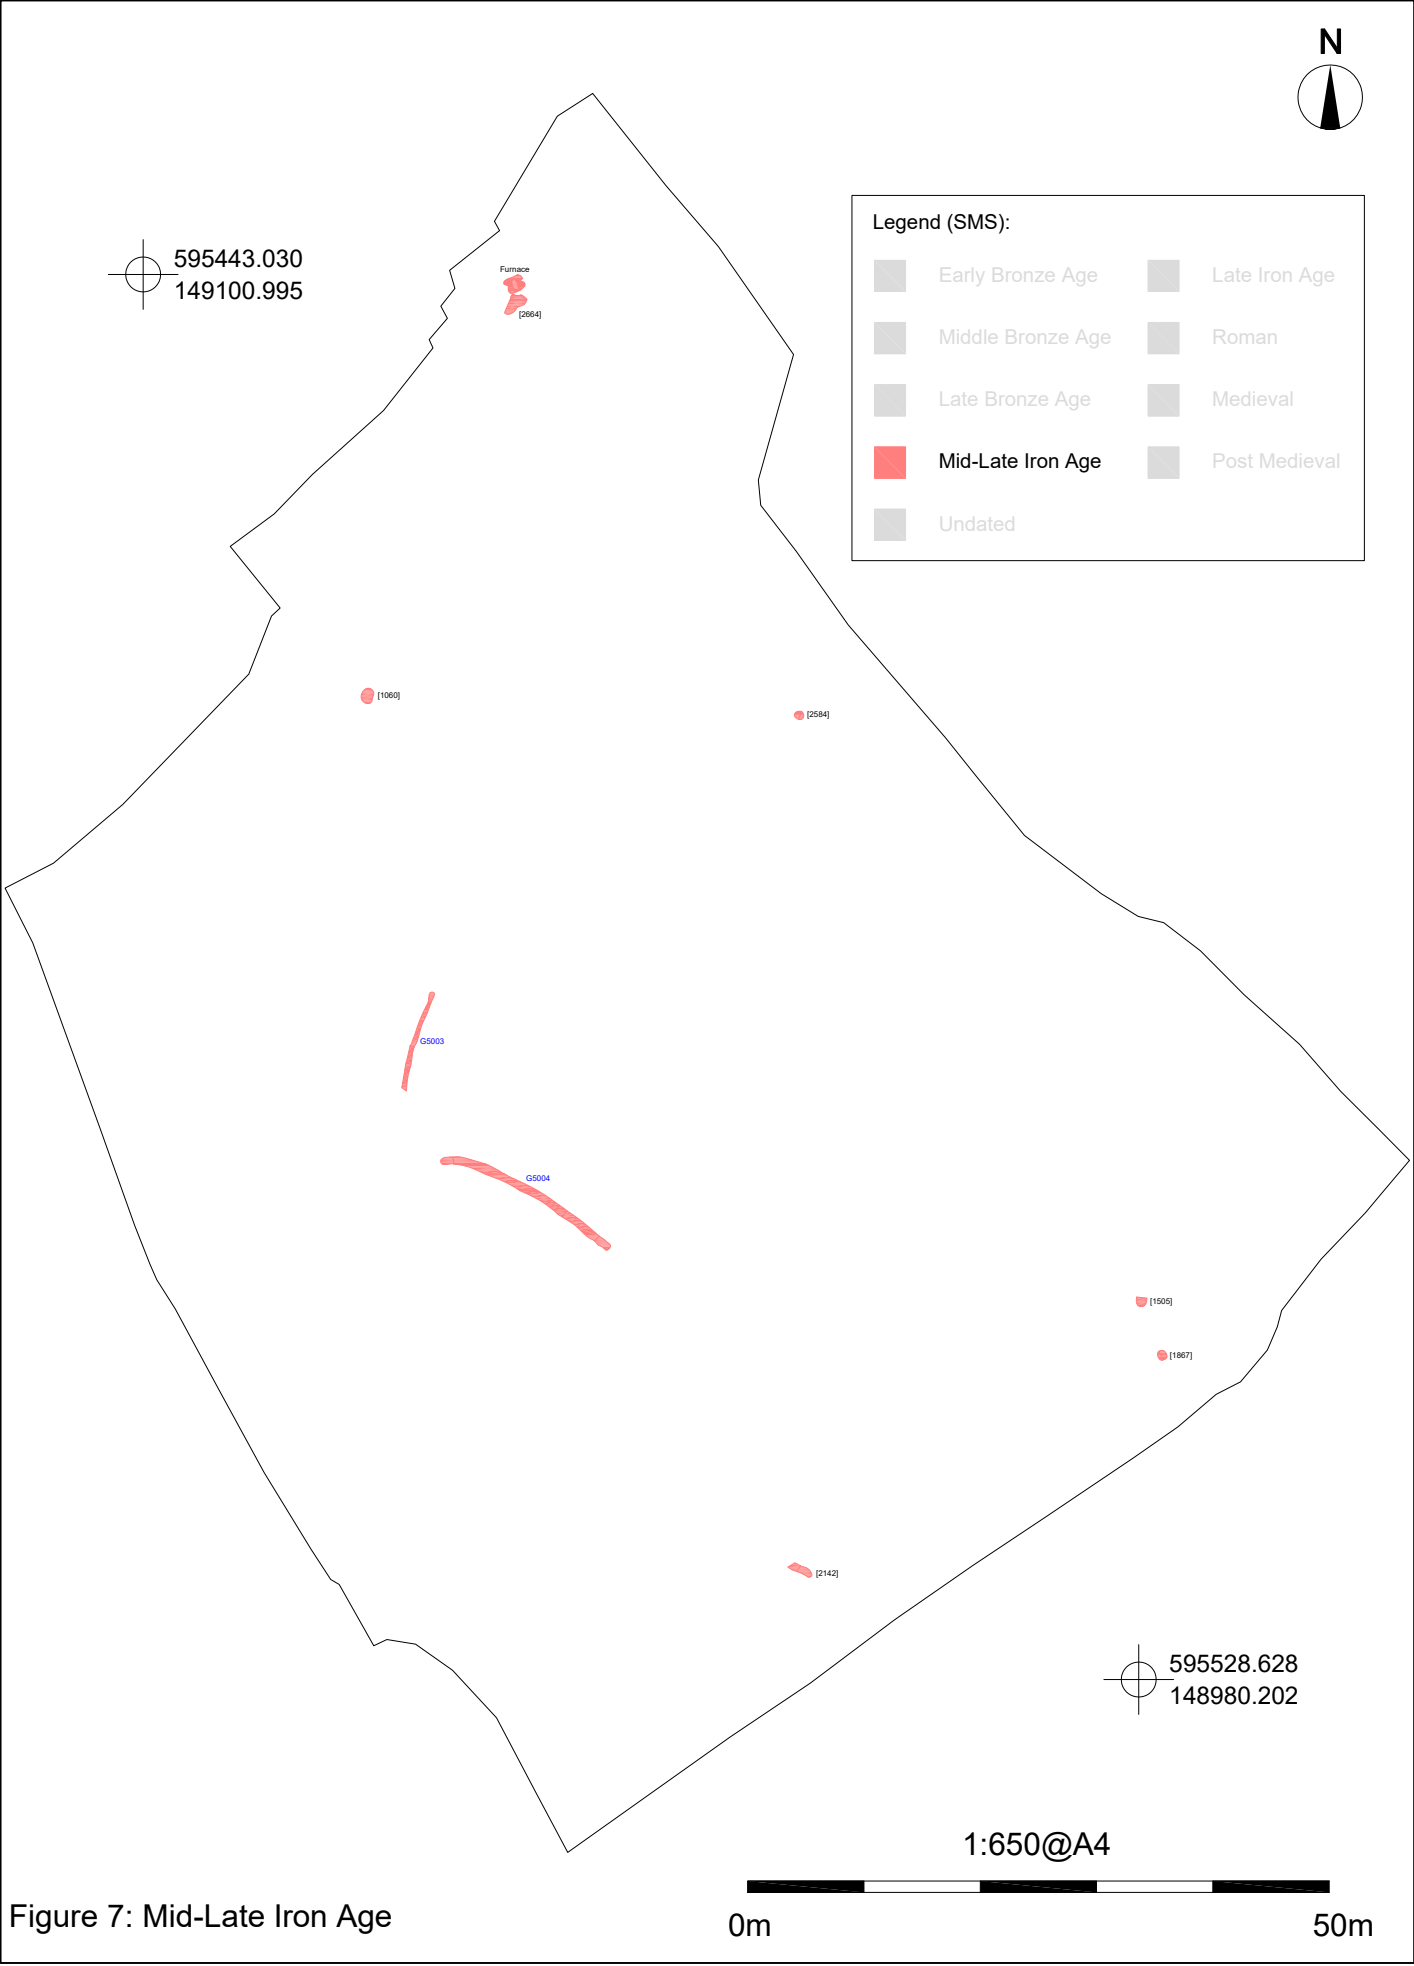 N
595443.030
149100.995
Legend (SMS):
Early Bronze Age
Late Iron Age
Middle Bronze Age
Roman
Late Bronze Age
Medieval
Mid-Late Iron Age
Post Medieval
Undated
Furnace
[2664]
[1060]
[2584]
G5003
G5004
[1505]
[1867]
[2142]
595528.628
148980.202
1:650@A4
0m
50m
Figure 7: Mid-Late Iron Age